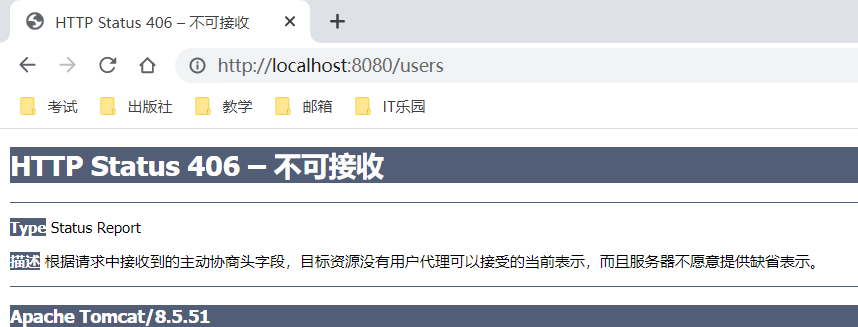 HTTP Status 406 – 不可接收
http://localhost:8080/users
考试 出版社 教学 邮箱 IT乐园
HTTP Status 406 – 不可接收
Type Status Report
描述 根据请求中接收到的主动协商头字段，目标资源没有用户代理可以接受的当前表示，而且服务器不愿意提供缺省表示。
Apache Tomcat/8.5.51